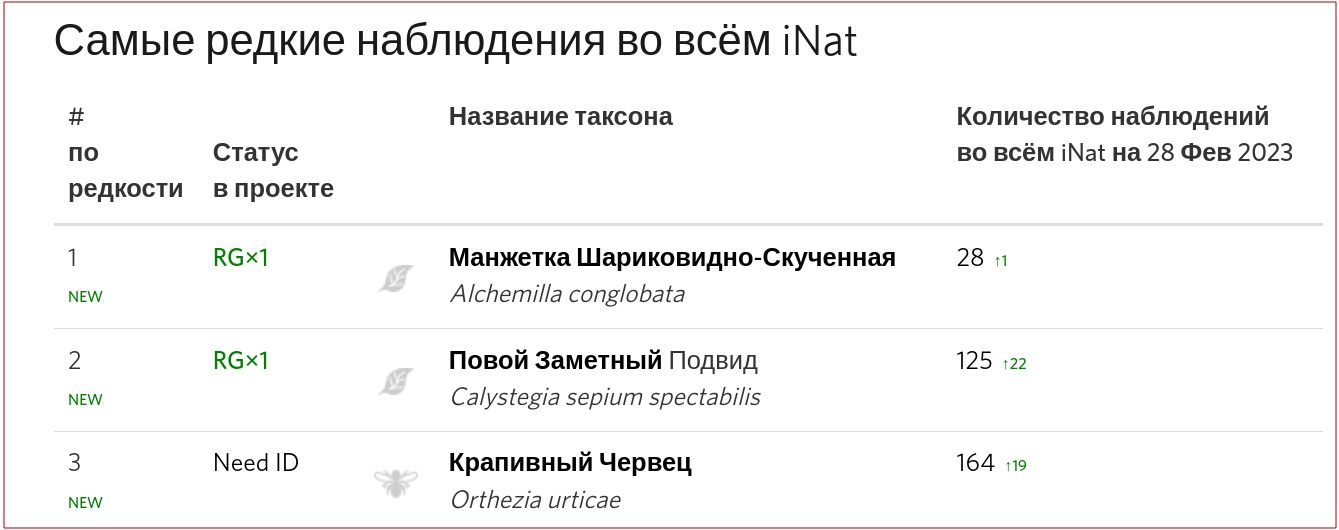 Самые редкие наблюдения во всём iNat
# по редкости
Статус в проекте
Название таксона
Количество наблюдений во всём iNat на 28 Фев 2023
1
NEW
RG×1
Манжетка Шариковидно-Скученная
Alchemilla conglobata
28 ↑1
2
NEW
RG×1
Повой Заметный Подвид
Calystegia sepium spectabilis
125 ↑22
3
NEW
Need ID
Крапивный Червец
Orthezia urticae
164 ↑19